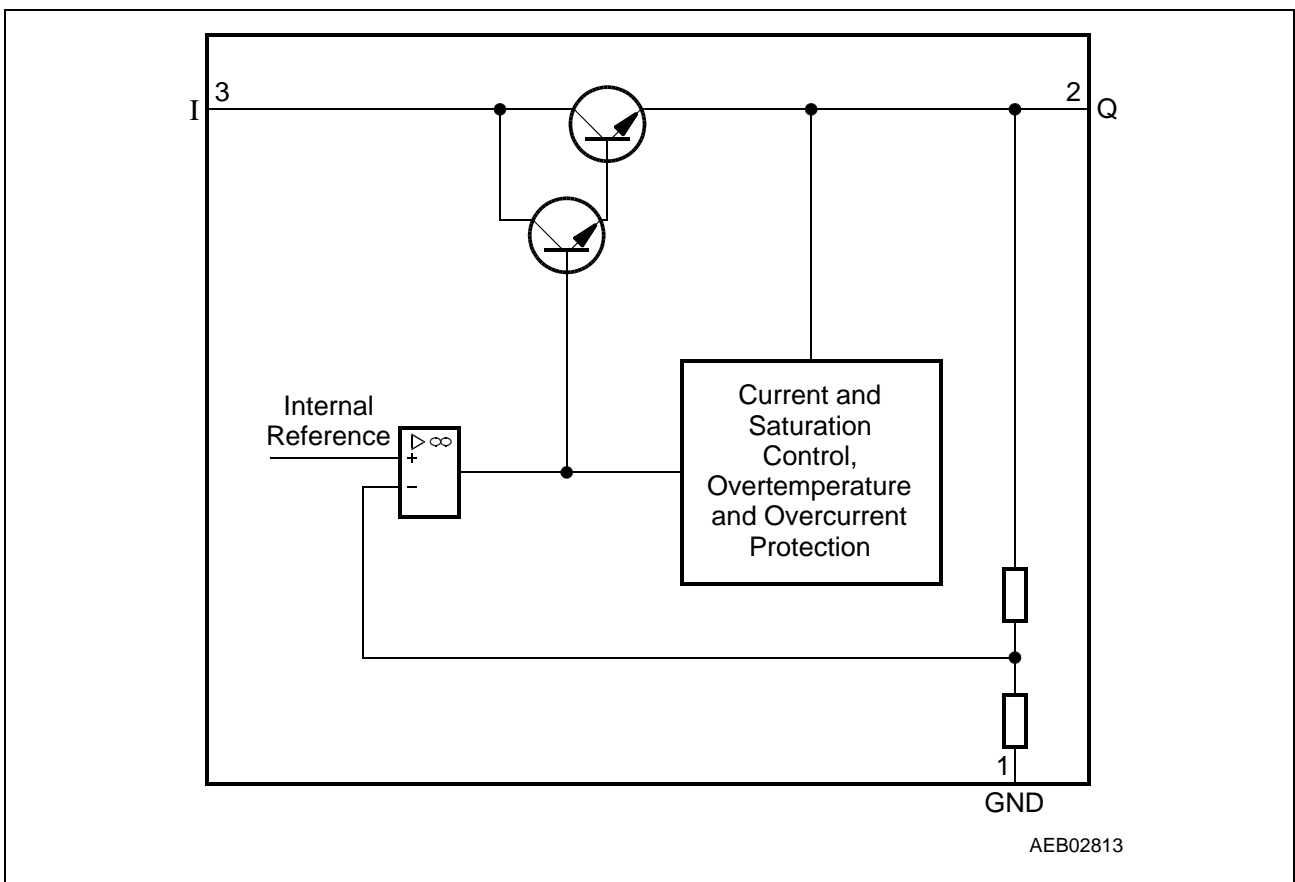 3
I
2
Q
Internal
Reference
▷ ∞
+
−
Current and
Saturation
Control,
Overtemperature
and Overcurrent
Protection
1
GND
AEB02813